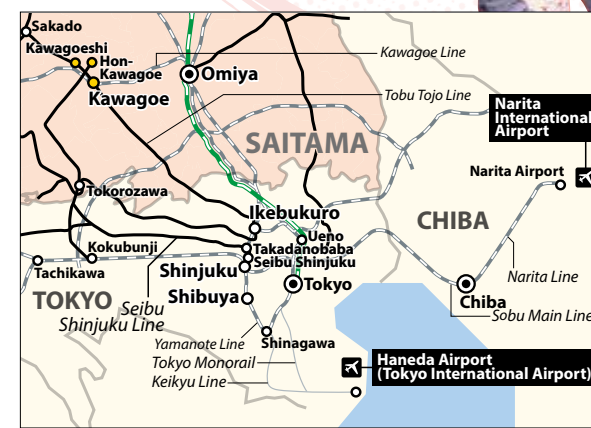 Sakado
Kawagoeshi
Hon-
Kawagoe
Kawagoe
Omiya
Kawagoe Line
Tobu Tojo Line
Narita
International
Airport
SAITAMA
Narita Airport
Tokorozawa
Ikebukuro
CHIBA
Ueno
Takadanobaba
Seibu Shinjuku
Kokubunji
Tachikawa
Shinjuku
Narita Line
Tokyo
Chiba
TOKYO
Seibu
Shinjuku Line
Shibuya
Sobu Main Line
Yamanote Line
Shinagawa
Tokyo Monorail
Keikyu Line
Haneda Airport
(Tokyo International Airport)